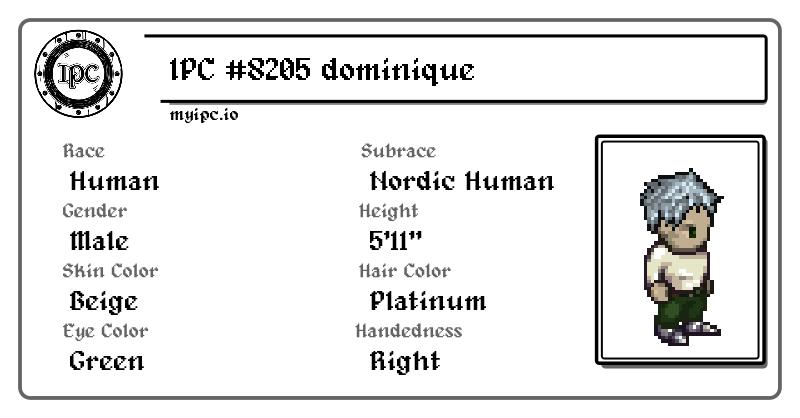 IPC
IPC #8205 dominique
myipc.io
Race
Human
Subrace
Nordic Human
Gender
Male
Height
5'11"
Skin Color
Beige
Hair Color
Platinum
Eye Color
Green
Handedness
Right